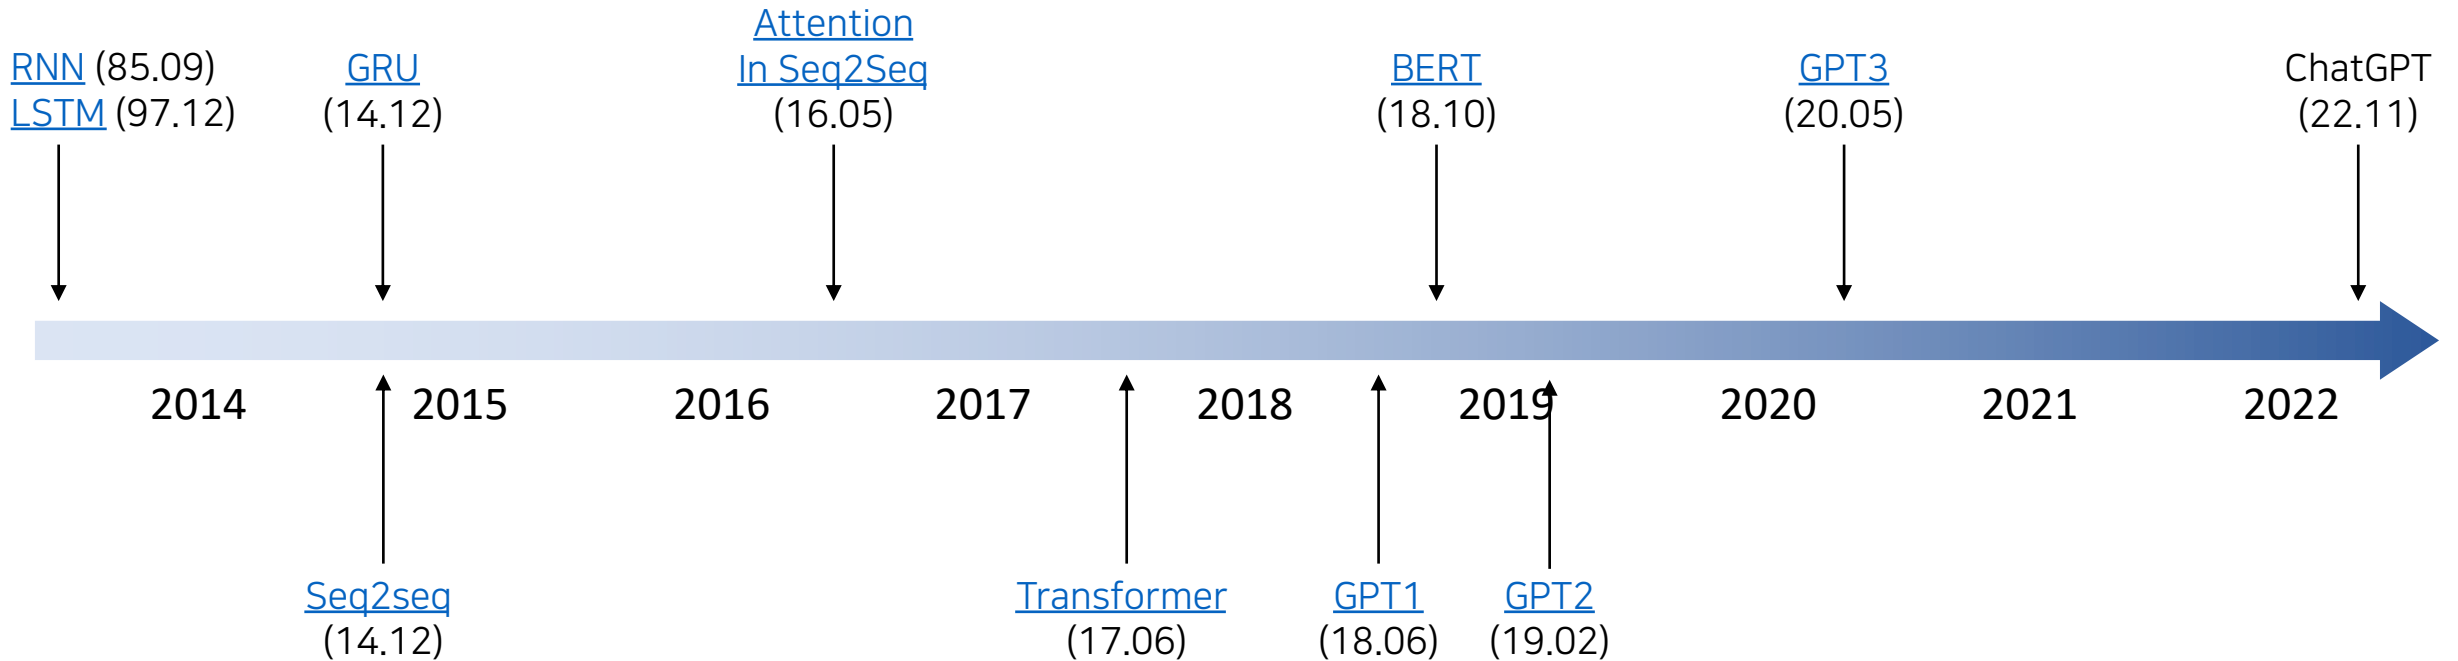 RNN (85.09)
LSTM (97.12)
GRU
(14.12)
Attention
In Seq2Seq
(16.05)
BERT
(18.10)
GPT3
(20.05)
ChatGPT
(22.11)
2014 2015 2016 2017 2018 2019 2020 2021 2022
Seq2seq
(14.12)
Transformer
(17.06)
GPT1
(18.06)
GPT2
(19.02)